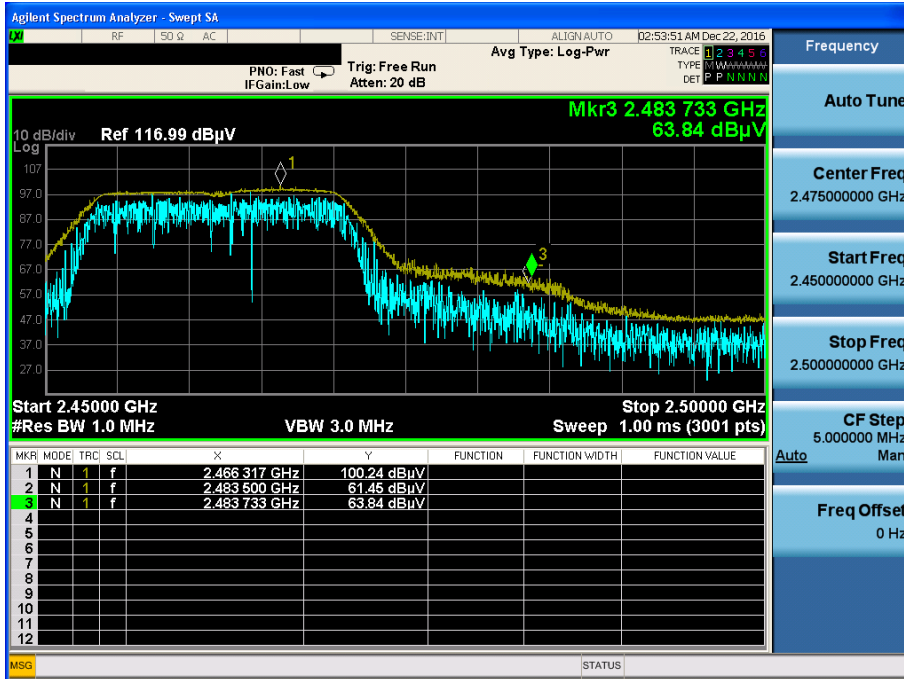 Agilent Spectrum Analyzer - Swept SA
LXI RF 50 Ω AC SENSE:INT ALIGN AUTO 02:53:51 AM Dec 22, 2016
PNO: Fast
IFGain:Low
Trig: Free Run
Atten: 20 dB
Avg Type: Log-Pwr
TRACE 1 2 3 4 5 6
TYPE M W
DET P P N N N N
Mkr3 2.483 733 GHz
63.84 dBµV
10 dB/div Ref 116.99 dBµV
Log
107
97.0
87.0
77.0
67.0
57.0
47.0
37.0
27.0
1
3
Start 2.45000 GHz Stop 2.50000 GHz
#Res BW 1.0 MHz VBW 3.0 MHz Sweep 1.00 ms (3001 pts)
MKR MODE TRC SCL X Y FUNCTION FUNCTION WIDTH FUNCTION VALUE
1 N 1 f 2.466 317 GHz 100.24 dBµV
2 N 1 f 2.483 500 GHz 61.45 dBµV
3 N 1 f 2.483 733 GHz 63.84 dBµV
4
5
6
7
8
9
10
11
12
MSG STATUS
Frequency
Auto Tune
Center Freq
2.475000000 GHz
Start Freq
2.450000000 GHz
Stop Freq
2.500000000 GHz
CF Step
5.000000 MHz
Auto Man
Freq Offset
0 Hz